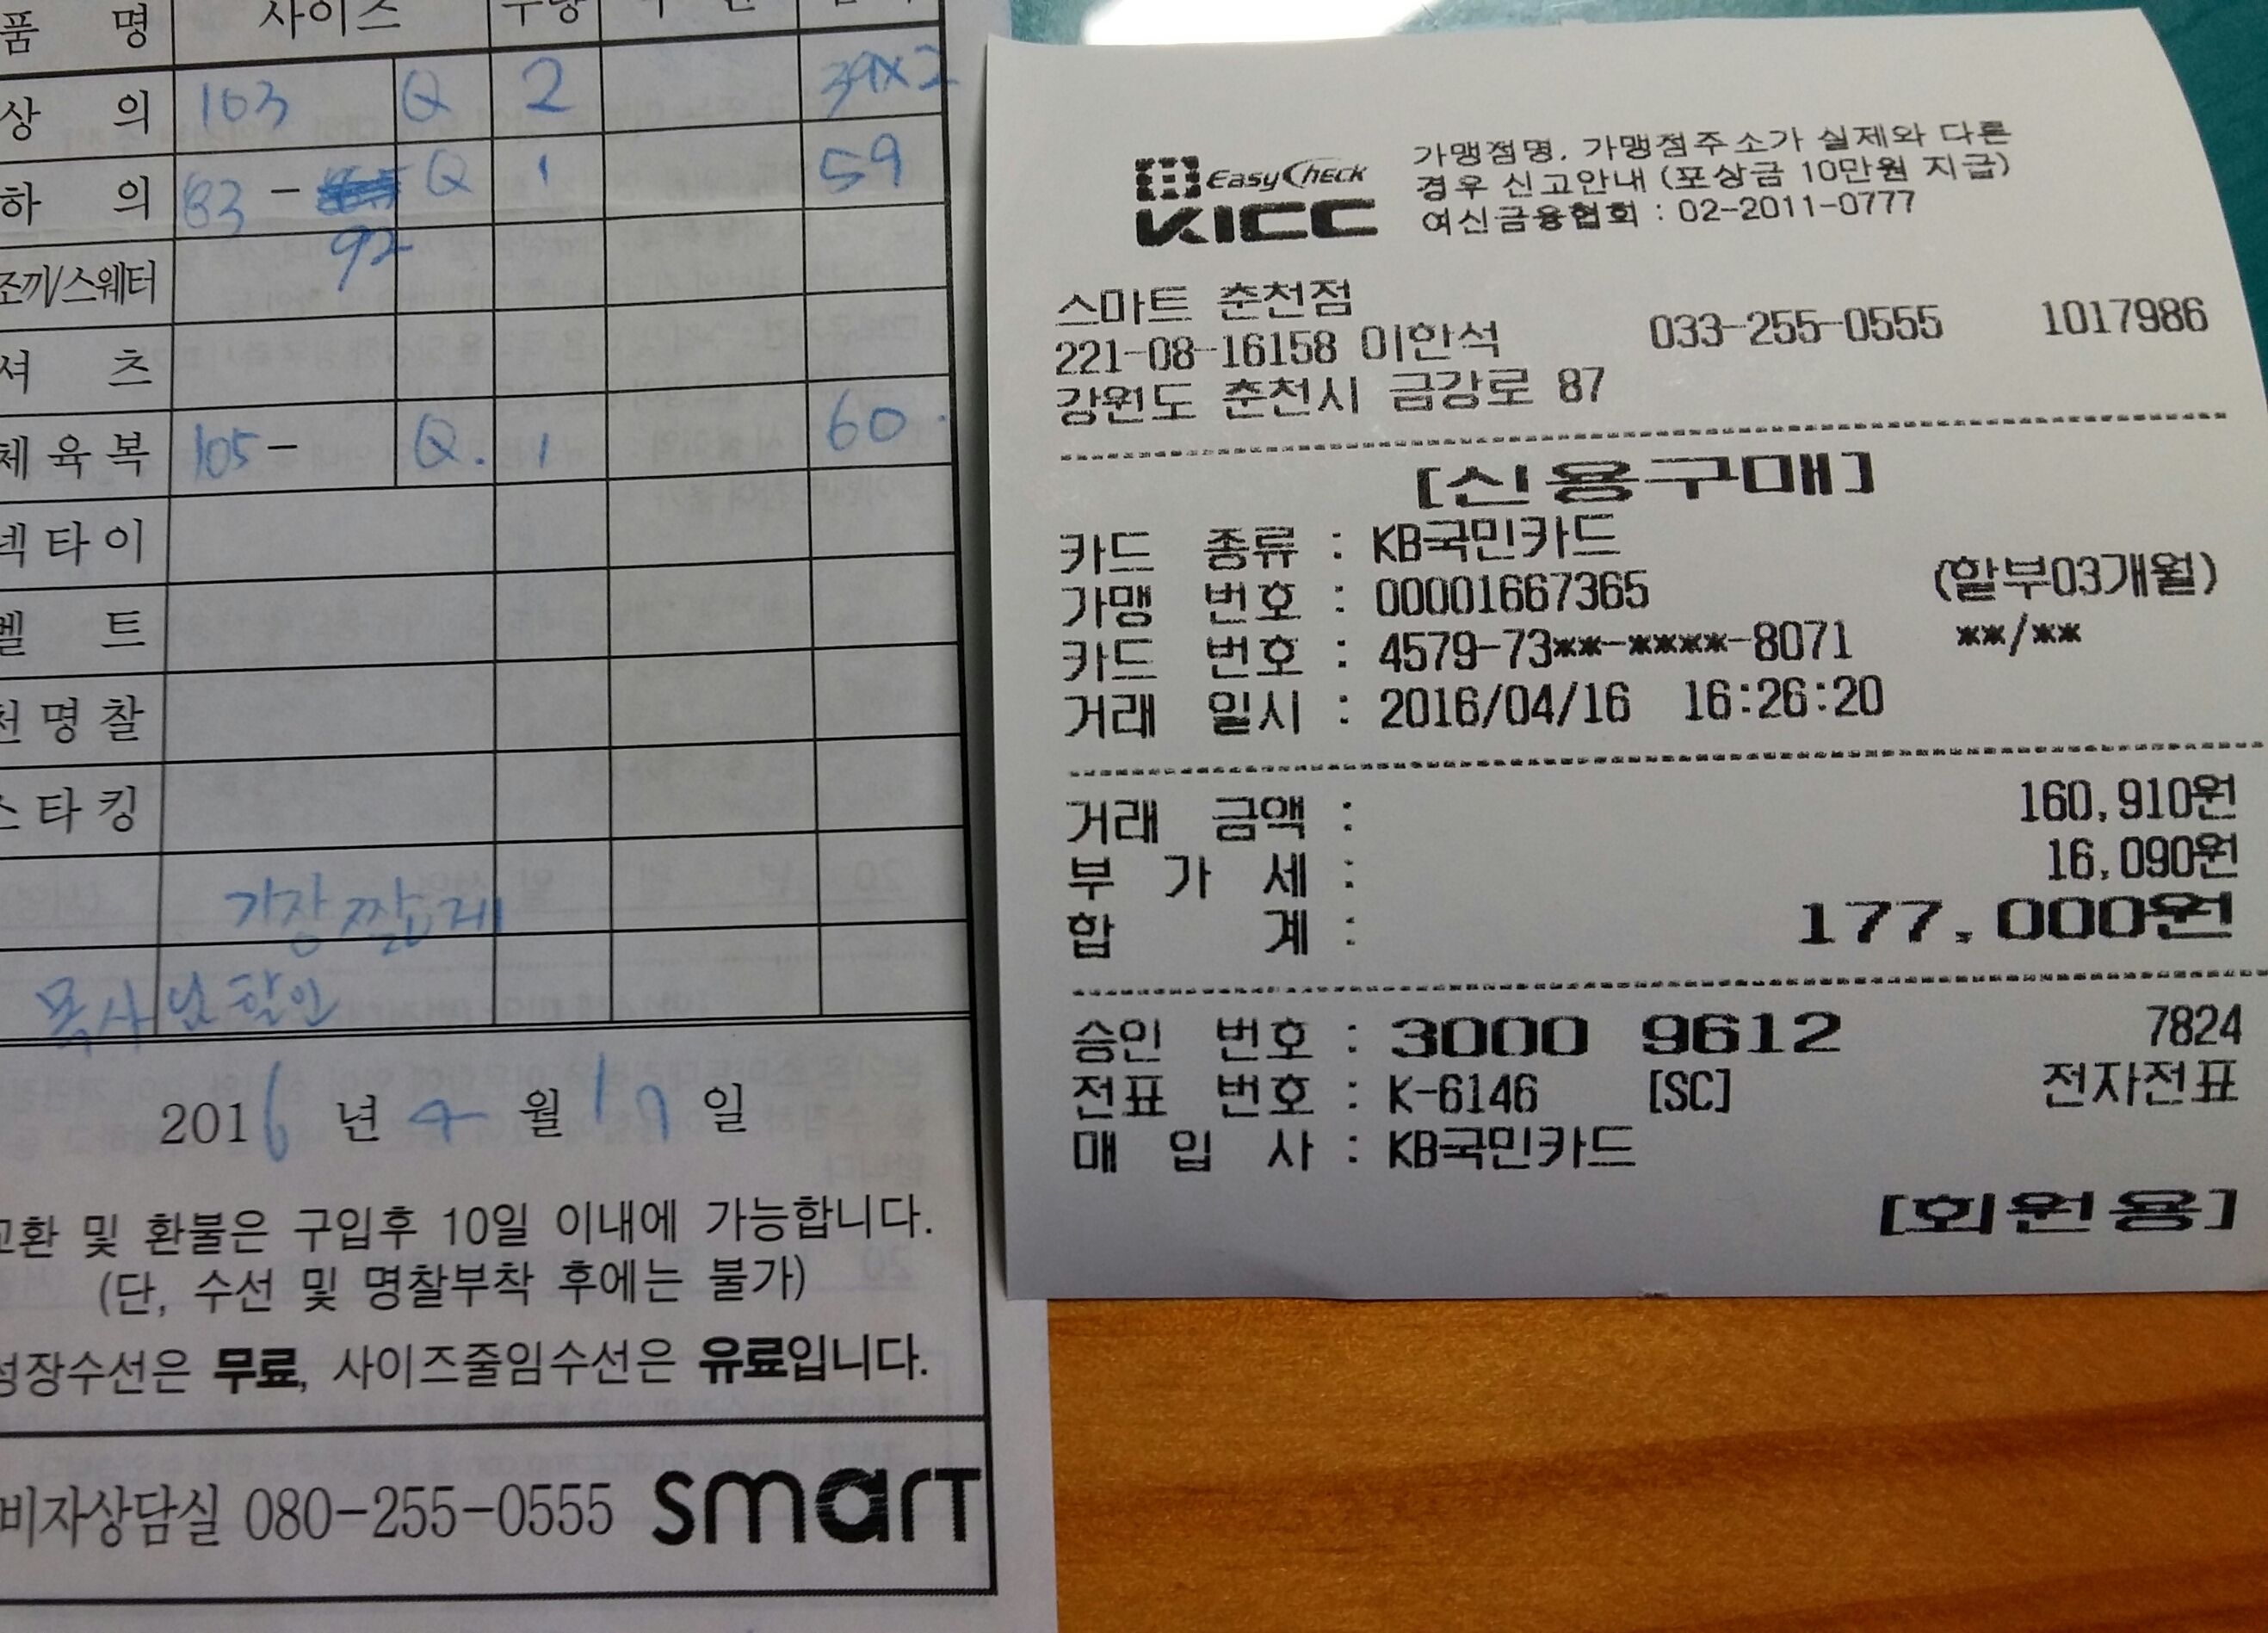 품 명 사이즈
상 의 103 Q 2 39x2
하 의 83 - Q 1 59
92
조끼/스웨터
셔 츠
체 육 복 105- Q. 1 60.
넥 타 이
벨 트
명 찰
스 타 킹
기장 짧게
목사님 할인
2016 년 4 월 17 일
교환 및 환불은 구입후 10일 이내에 가능합니다.
(단, 수선 및 명찰부착 후에는 불가)
성장수선은 무료, 사이즈줄임수선은 유료입니다.
비자상담실 080-255-0555 smart
EasyCheck
KICC
가맹점명, 가맹점주소가 실제와 다른
경우 신고안내 (포상금 10만원 지급)
여신금융협회 : 02-2011-0777
스마트 춘천점
221-08-16158 이한석 033-255-0555 1017986
강원도 춘천시 금강로 87
[신용구매]
카드 종류 : KB국민카드
가맹 번호 : 00001667365 (할부03개월)
카드 번호 : 4579-73**-****-8071 **/**
거래 일시 : 2016/04/16 16:26:20
거래 금액 : 160,910원
부 가 세 : 16,090원
합 계 : 177,000원
승인 번호 : 3000 9612 7824
전표 번호 : K-6146 [SC] 전자전표
매 입 사 : KB국민카드
[회원용]